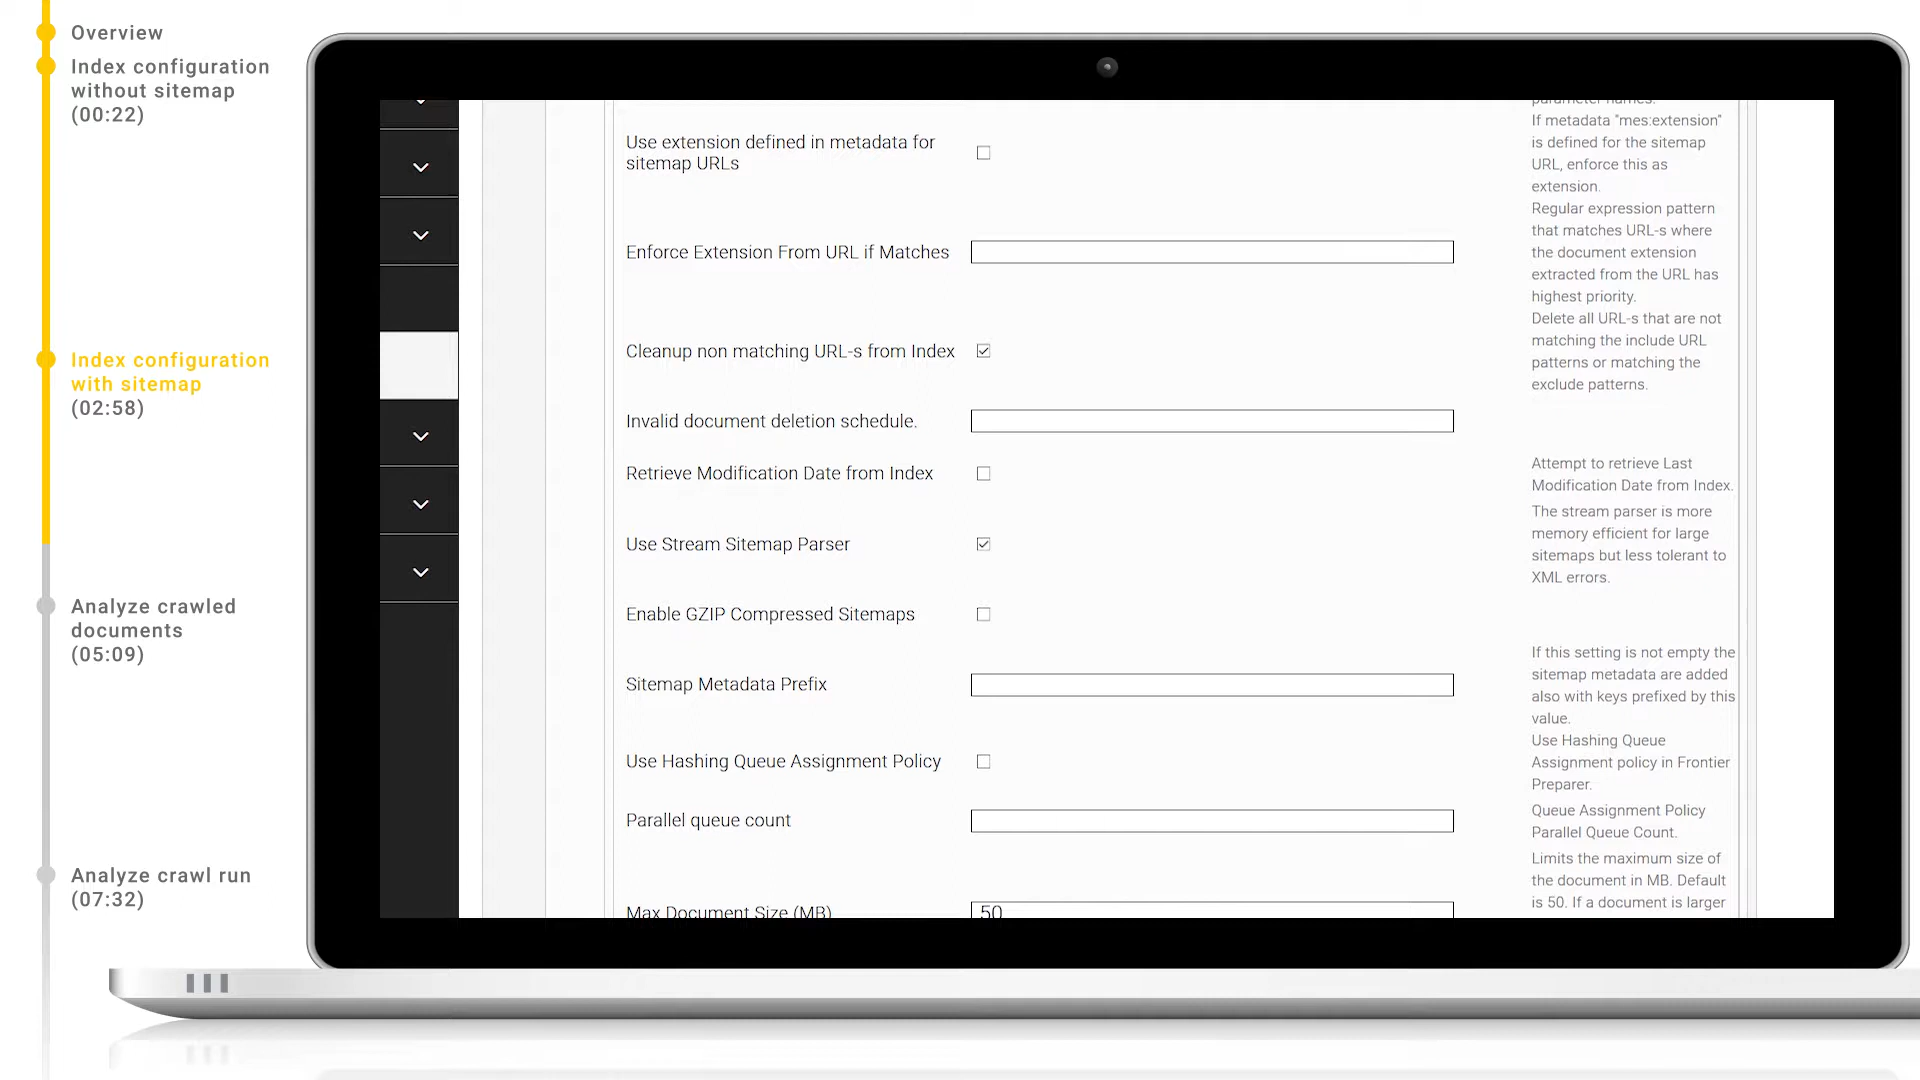 Overview
Index configuration
without sitemap
(00:22)
Index configuration
with sitemap
(02:58)
Analyze crawled
documents
(05:09)
Analyze crawl run
(07:32)
Use extension defined in metadata for
sitemap URLs
Enforce Extension From URL if Matches
Cleanup non matching URL-s from Index
Invalid document deletion schedule.
Retrieve Modification Date from Index
Use Stream Sitemap Parser
Enable GZIP Compressed Sitemaps
Sitemap Metadata Prefix
Use Hashing Queue Assignment Policy
Parallel queue count
Max Document Size (MB)
50
parameter names.
If metadata "mes:extension"
is defined for the sitemap
URL, enforce this as
extension.
Regular expression pattern
that matches URL-s where
the document extension
extracted from the URL has
highest priority.
Delete all URL-s that are not
matching the include URL
patterns or matching the
exclude patterns.
Attempt to retrieve Last
Modification Date from Index.
The stream parser is more
memory efficient for large
sitemaps but less tolerant to
XML errors.
If this setting is not empty the
sitemap metadata are added
also with keys prefixed by this
value.
Use Hashing Queue
Assignment policy in Frontier
Preparer.
Queue Assignment Policy
Parallel Queue Count.
Limits the maximum size of
the document in MB. Default
is 50. If a document is larger